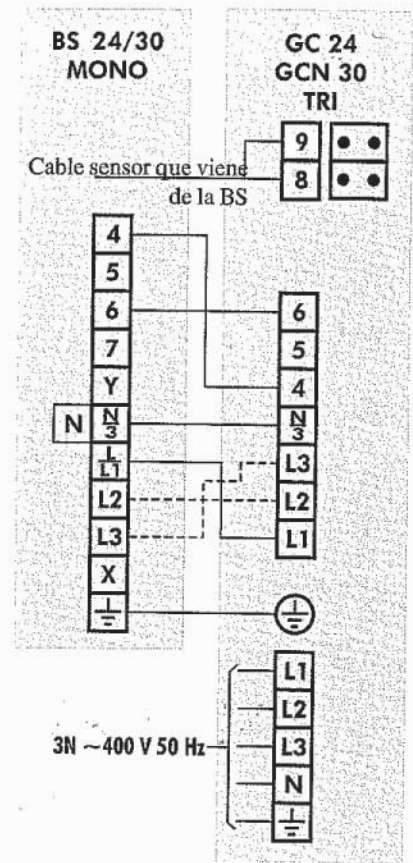 BS 24/30
MONO
GC 24
GCN 30
TRI
9
8
Cable sensor que viene
de la BS
4
5
6
7
Y
N
N/3
L/L1
L2
L3
X
6
5
4
N/3
L3
L2
L1
3N ~400 V 50 Hz
L1
L2
L3
N